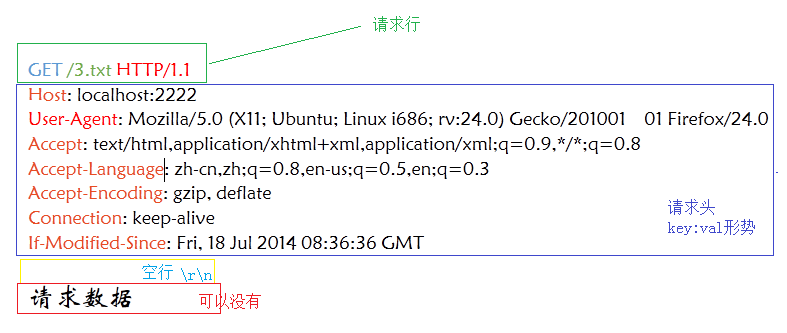 请求行
GET /3.txt HTTP/1.1
Host: localhost:2222
User-Agent: Mozilla/5.0 (X11; Ubuntu; Linux i686; rv:24.0) Gecko/201001 01 Firefox/24.0
Accept: text/html,application/xhtml+xml,application/xml;q=0.9,*/*;q=0.8
Accept-Language: zh-cn,zh;q=0.8,en-us;q=0.5,en;q=0.3
Accept-Encoding: gzip, deflate
Connection: keep-alive
If-Modified-Since: Fri, 18 Jul 2014 08:36:36 GMT
请求头
key:val形势
空行 \r\n
请求数据 可以没有